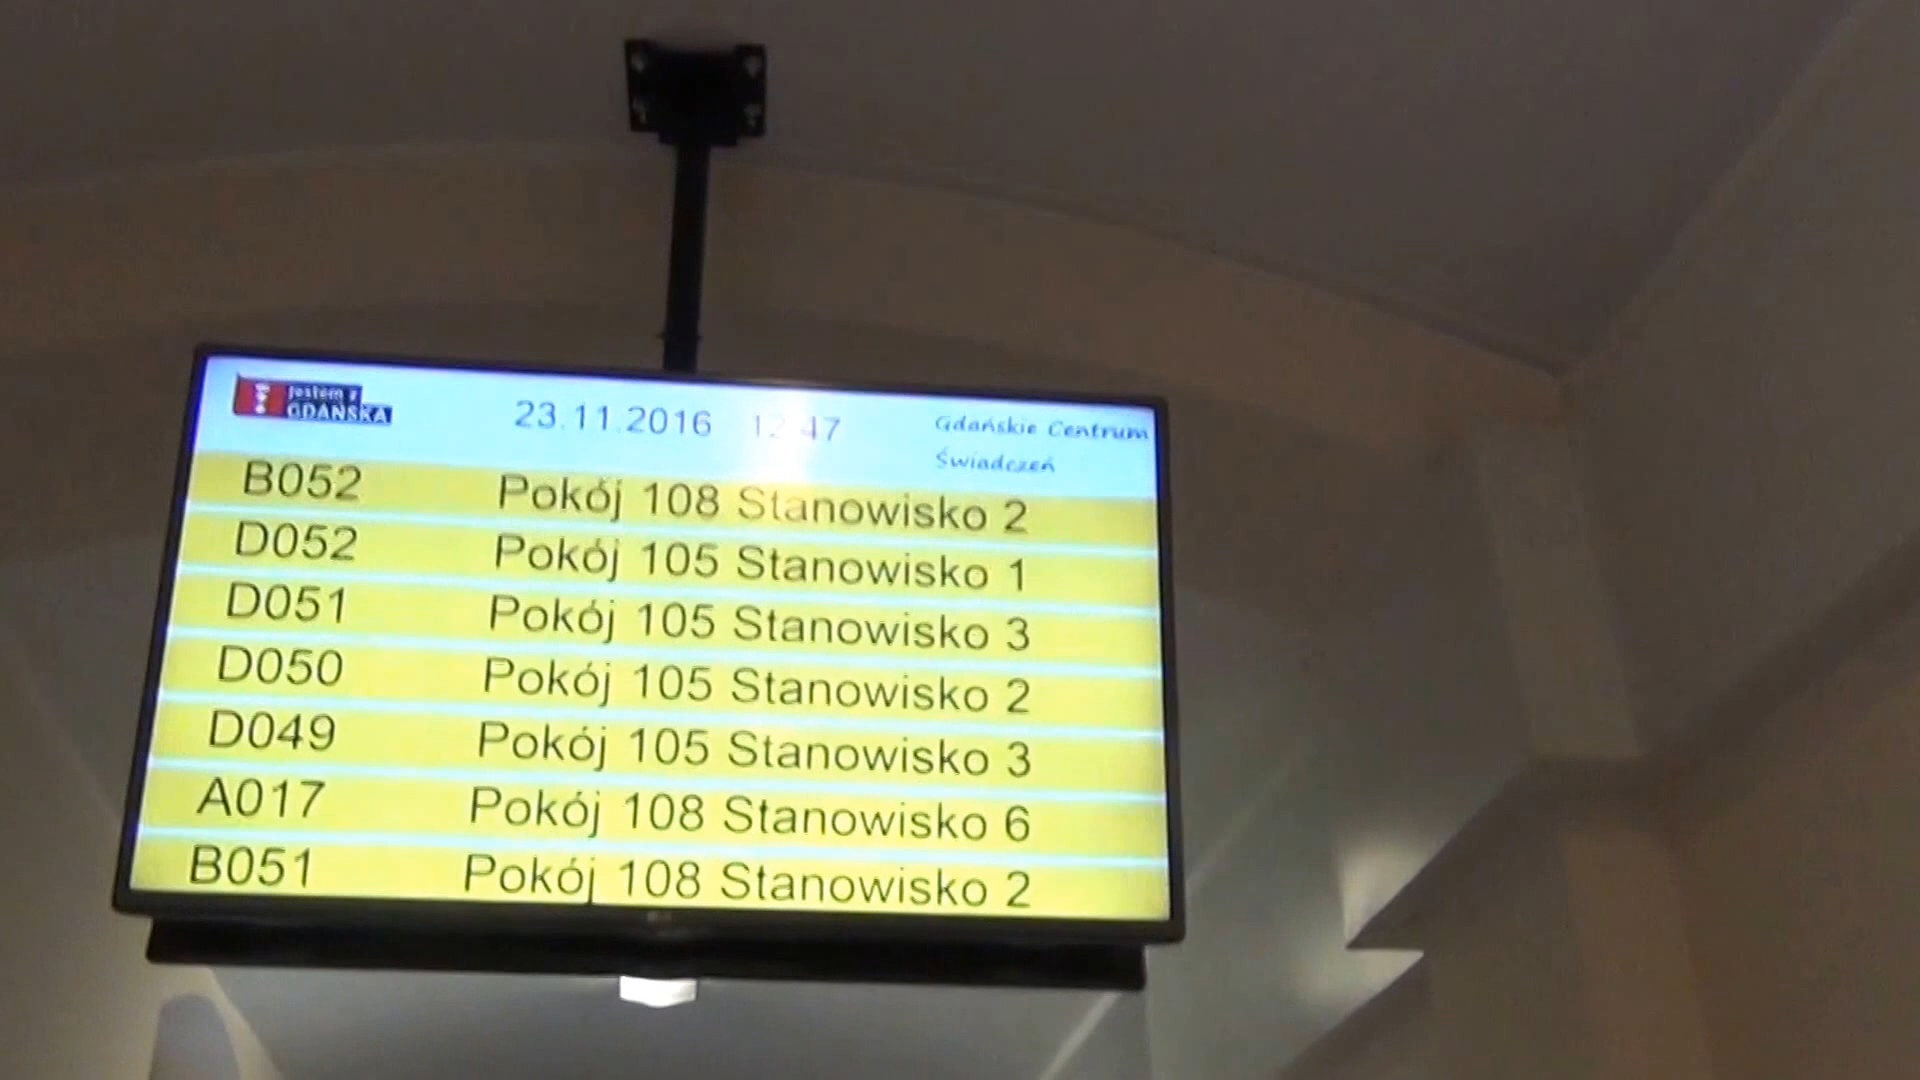 Jestem z
GDAŃSKA
23.11.2016 12:47
Gdańskie Centrum
Świadczeń
B052 Pokój 108 Stanowisko 2
D052 Pokój 105 Stanowisko 1
D051 Pokój 105 Stanowisko 3
D050 Pokój 105 Stanowisko 2
D049 Pokój 105 Stanowisko 3
A017 Pokój 108 Stanowisko 6
B051 Pokój 108 Stanowisko 2